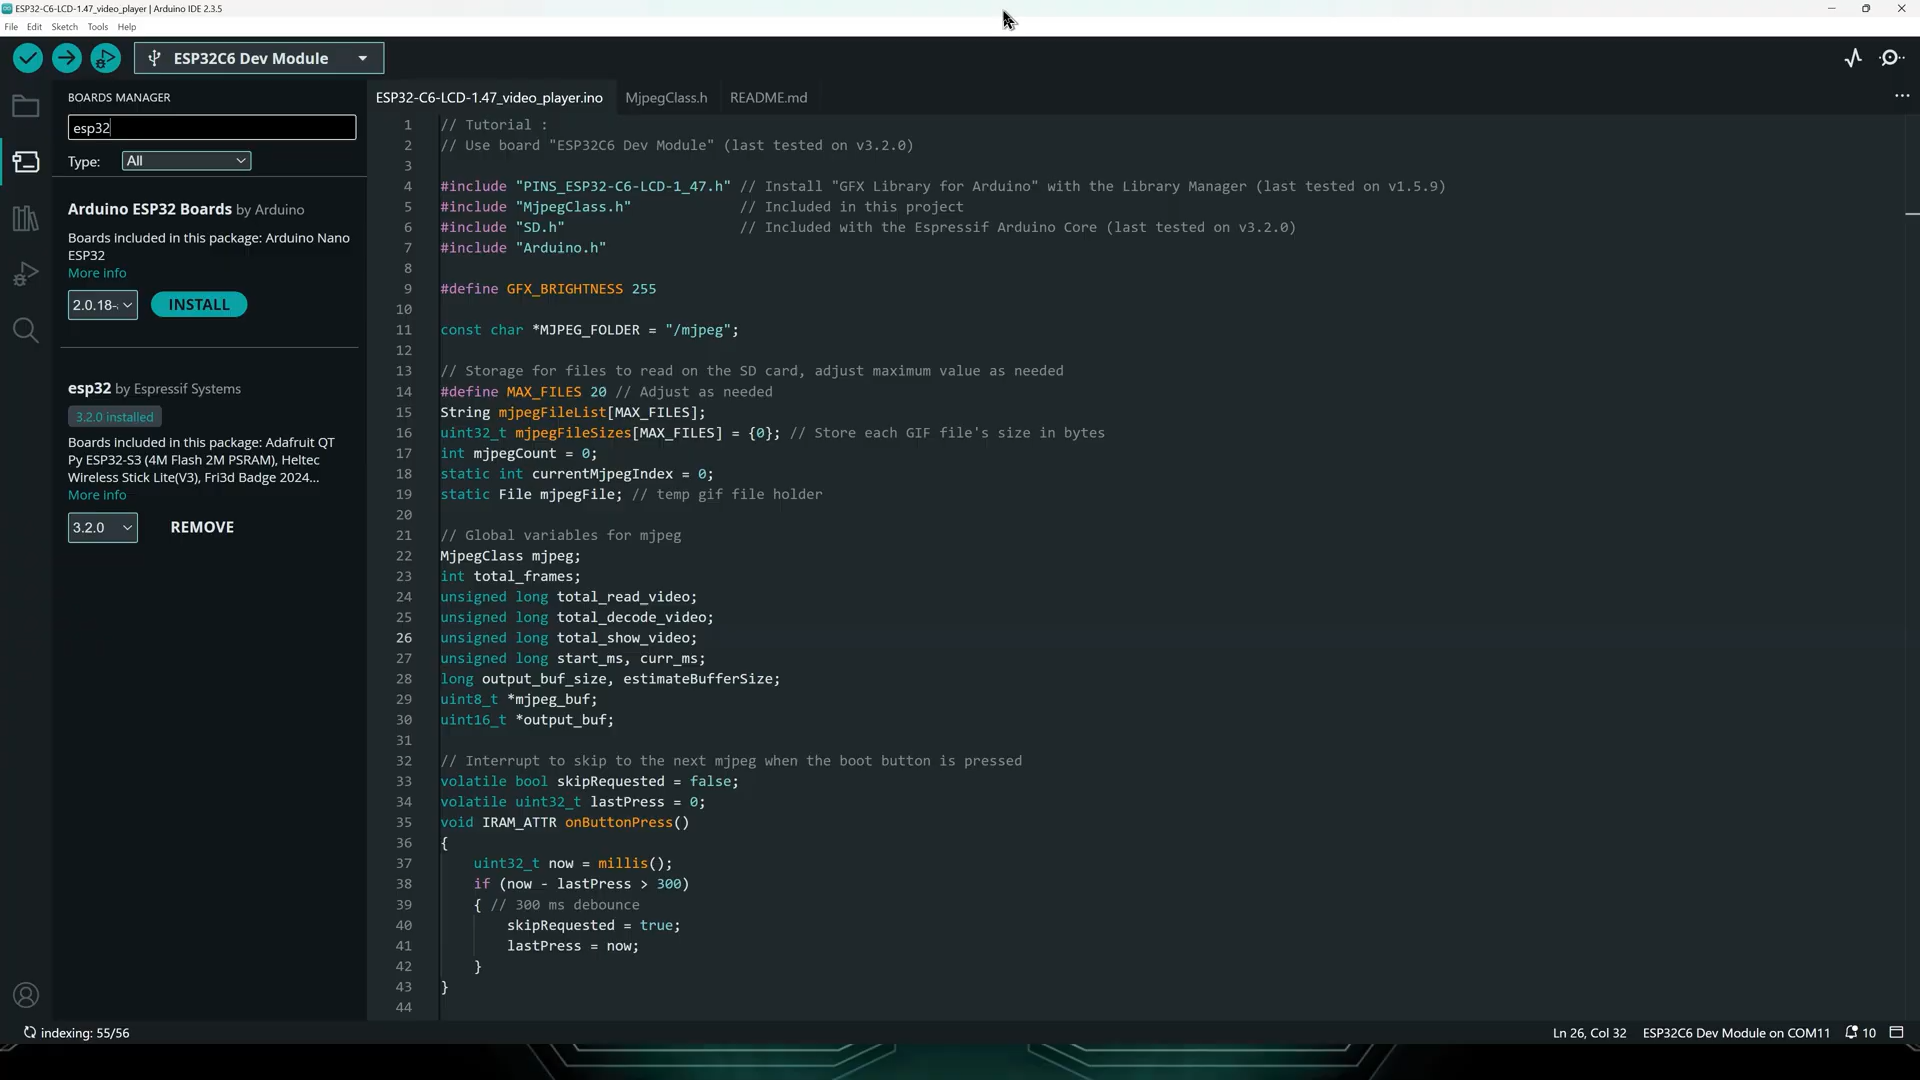 ESP32-C6-LCD-1.47_video_player | Arduino IDE 2.3.5
File Edit Sketch Tools Help
ESP32C6 Dev Module
BOARDS MANAGER
esp32
Type: All
Arduino ESP32 Boards by Arduino
Boards included in this package: Arduino Nano
ESP32
More info
2.0.18-
INSTALL
esp32 by Espressif Systems
3.2.0 installed
Boards included in this package: Adafruit QT
Py ESP32-S3 (4M Flash 2M PSRAM), Heltec
Wireless Stick Lite(V3), Fri3d Badge 2024...
More info
3.2.0
REMOVE
ESP32-C6-LCD-1.47_video_player.ino MjpegClass.h README.md
1 // Tutorial :
2 // Use board "ESP32C6 Dev Module" (last tested on v3.2.0)
3
4 #include "PINS_ESP32-C6-LCD-1_47.h" // Install "GFX Library for Arduino" with the Library Manager (last tested on v1.5.9)
5 #include "MjpegClass.h" // Included in this project
6 #include "SD.h" // Included with the Espressif Arduino Core (last tested on v3.2.0)
7 #include "Arduino.h"
8
9 #define GFX_BRIGHTNESS 255
10
11 const char *MJPEG_FOLDER = "/mjpeg";
12
13 // Storage for files to read on the SD card, adjust maximum value as needed
14 #define MAX_FILES 20 // Adjust as needed
15 String mjpegFileList[MAX_FILES];
16 uint32_t mjpegFileSizes[MAX_FILES] = {0}; // Store each GIF file's size in bytes
17 int mjpegCount = 0;
18 static int currentMjpegIndex = 0;
19 static File mjpegFile; // temp gif file holder
20
21 // Global variables for mjpeg
22 MjpegClass mjpeg;
23 int total_frames;
24 unsigned long total_read_video;
25 unsigned long total_decode_video;
26 unsigned long total_show_video;
27 unsigned long start_ms, curr_ms;
28 long output_buf_size, estimateBufferSize;
29 uint8_t *mjpeg_buf;
30 uint16_t *output_buf;
31
32 // Interrupt to skip to the next mjpeg when the boot button is pressed
33 volatile bool skipRequested = false;
34 volatile uint32_t lastPress = 0;
35 void IRAM_ATTR onButtonPress()
36 {
37 uint32_t now = millis();
38 if (now - lastPress > 300)
39 { // 300 ms debounce
40 skipRequested = true;
41 lastPress = now;
42 }
43 }
44
indexing: 55/56
Ln 26, Col 32 ESP32C6 Dev Module on COM11 10